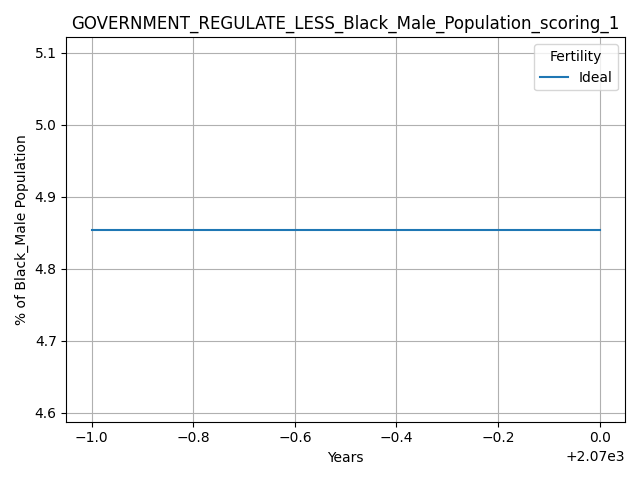 GOVERNMENT_REGULATE_LESS_Black_Male_Population_scoring_1
Fertility
Ideal
% of Black_Male Population
5.1
5.0
4.9
4.8
4.7
4.6
−1.0 −0.8 −0.6 −0.4 −0.2 0.0
Years
+2.07e3